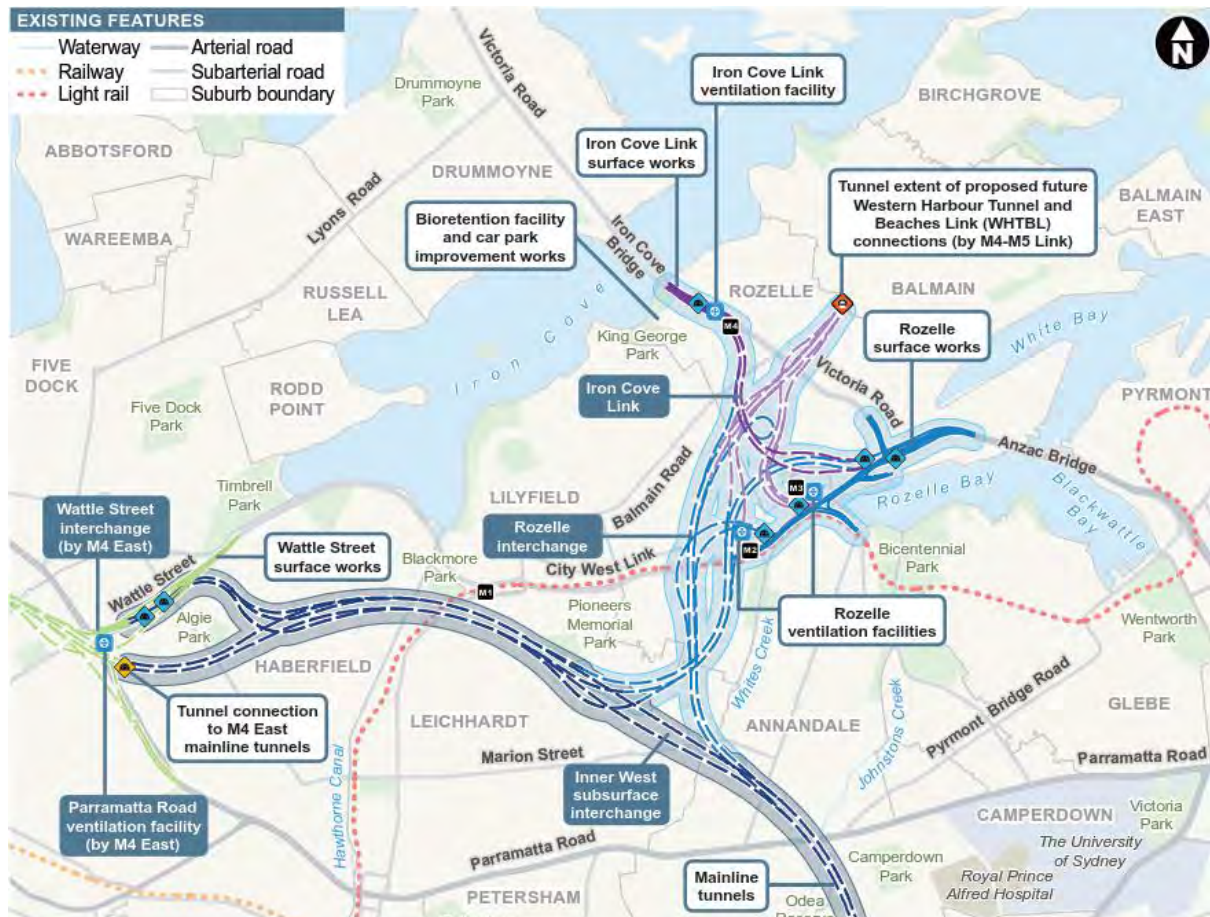 EXISTING FEATURES
Waterway
Arterial road
Railway
Subarterial road
Light rail
Suburb boundary
N
Victoria Road
Drummoyne
Park
Iron Cove Link
ventilation facility
BIRCHGROVE
ABBOTSFORD
Iron Cove Link
surface works
DRUMMOYNE
Tunnel extent of proposed future
Western Harbour Tunnel and
Beaches Link (WHTBL)
connections (by M4-M5 Link)
BALMAIN
EAST
Lyons Road
WAREEMBA
Bioretention facility
and car park
improvement works
Iron Cove
Bridge
ROZELLE
BALMAIN
RUSSELL
LEA
Iron Cove
M4
King George
Park
Rozelle
surface works
White Bay
FIVE
DOCK
RODD
POINT
Iron Cove
Link
Victoria Road
PYRMONT
Five Dock
Park
Anzac Bridge
Timbrell
Park
Balmain Road
M3
Rozelle Bay
Blackwattle
Bay
LILYFIELD
Wattle Street
interchange
(by M4 East)
Rozelle
interchange
M2
Wattle Street
surface works
Blackmore
Park
City West Link
Bicentennial
Park
Wattle Street
M1
Algie
Park
Pioneers
Memorial
Park
Rozelle
ventilation facilities
Wentworth
Park
HABERFIELD
Whites Creek
Tunnel connection
to M4 East
mainline tunnels
LEICHHARDT
ANNANDALE
Johnstons Creek
Pyrmont Bridge Road
GLEBE
Marion Street
Parramatta Road
Hawthorne Canal
Inner West
subsurface
interchange
Parramatta Road
ventilation facility
(by M4 East)
CAMPERDOWN
Victoria
Park
Parramatta Road
The University
of Sydney
Camperdown
Park
Royal Prince
Alfred Hospital
Mainline
tunnels
PETERSHAM
Odea